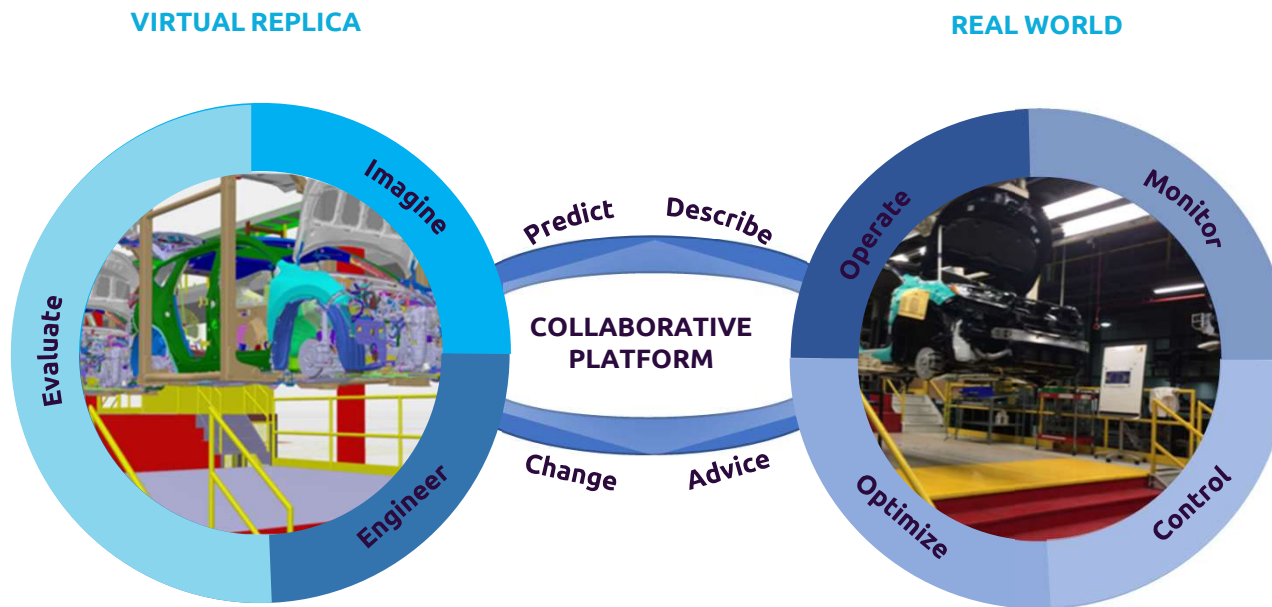 VIRTUAL REPLICA
REAL WORLD
Imagine
Evaluate
Engineer
Predict
Describe
COLLABORATIVE
PLATFORM
Change
Advice
Operate
Monitor
Optimize
Control